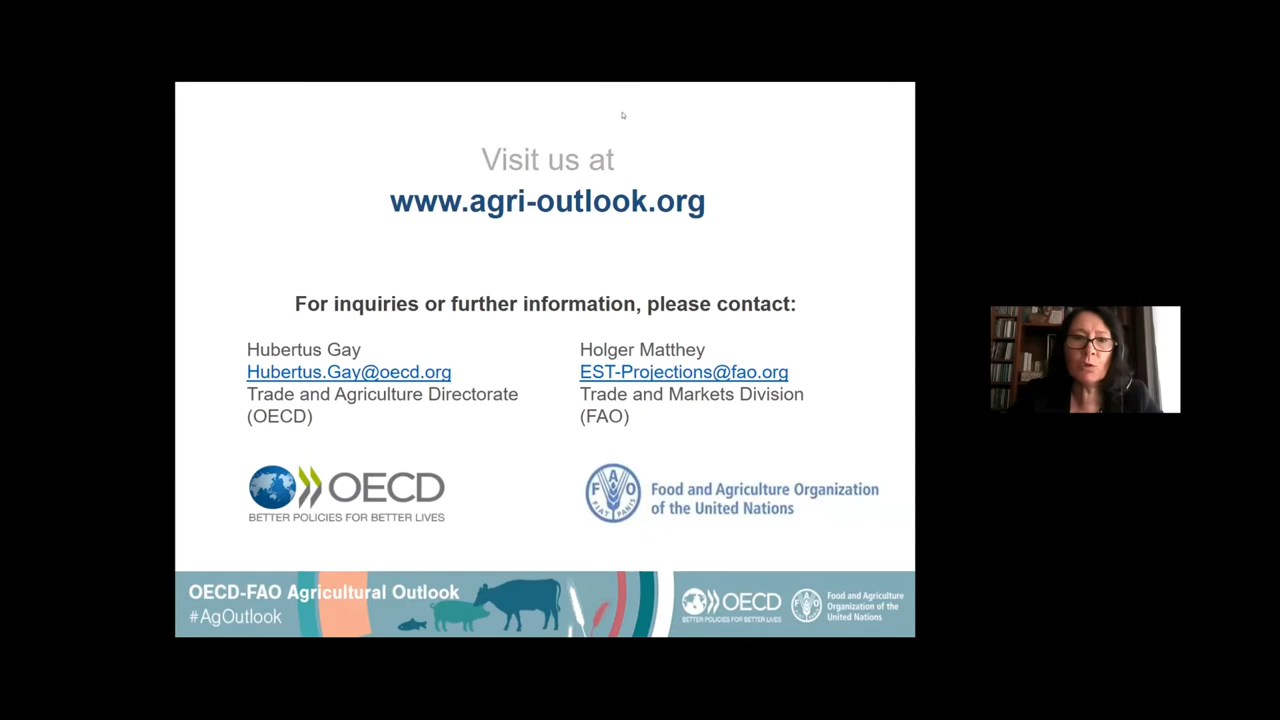 Visit us at
www.agri-outlook.org
For inquiries or further information, please contact:
Hubertus Gay
Hubertus.Gay@oecd.org
Trade and Agriculture Directorate
(OECD)
Holger Matthey
EST-Projections@fao.org
Trade and Markets Division
(FAO)
OECD
BETTER POLICIES FOR BETTER LIVES
F A O
FIAT PANIS
Food and Agriculture Organization
of the United Nations
OECD-FAO Agricultural Outlook
#AgOutlook
OECD
BETTER POLICIES FOR BETTER LIVES
Food and Agriculture
Organization of the
United Nations